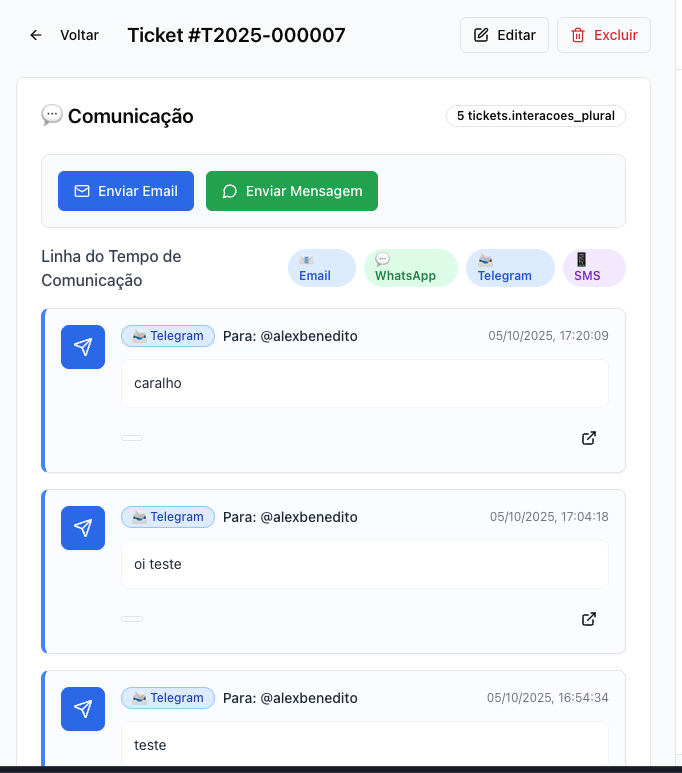 Voltar
Ticket #T2025-000007
Editar
Excluir
Comunicação
5 tickets.interacoes_plural
Enviar Email
Enviar Mensagem
Linha do Tempo de
Comunicação
Email
WhatsApp
Telegram
SMS
Telegram Para: @alexbenedito 05/10/2025, 17:20:09
caralho
Telegram Para: @alexbenedito 05/10/2025, 17:04:18
oi teste
Telegram Para: @alexbenedito 05/10/2025, 16:54:34
teste